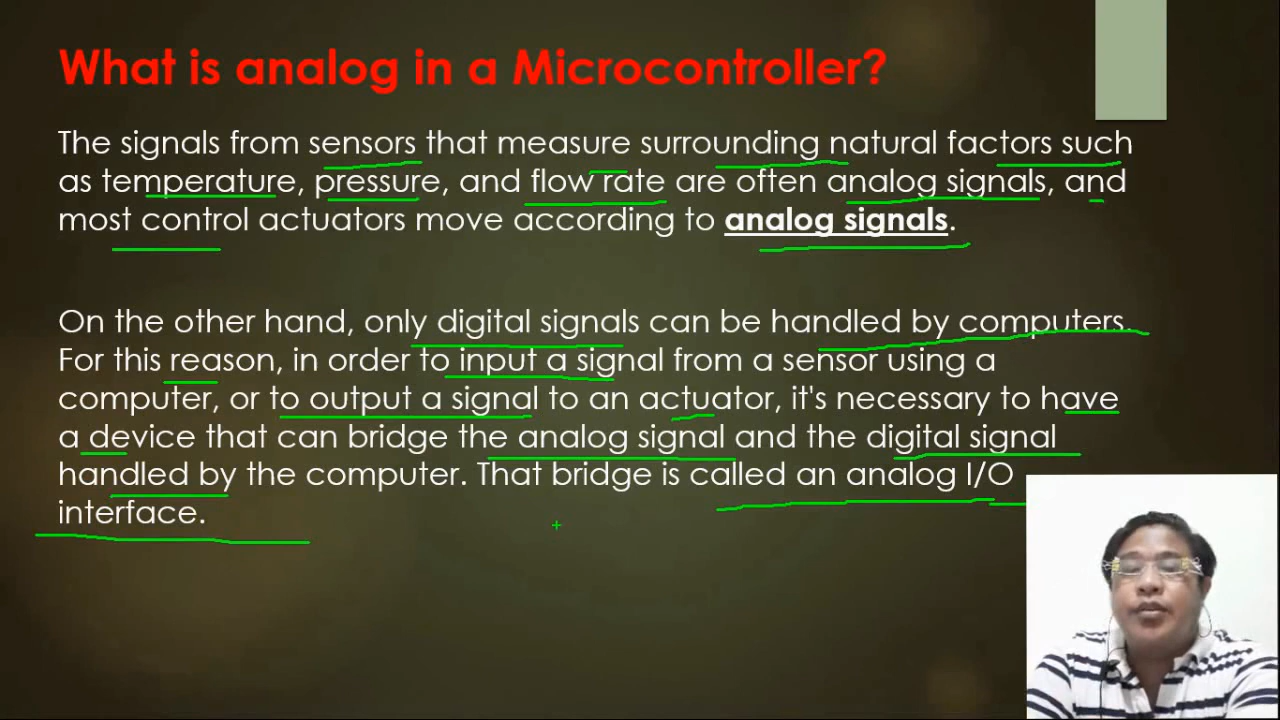 What is analog in a Microcontroller?
The signals from sensors that measure surrounding natural factors such
as temperature, pressure, and flow rate are often analog signals, and
most control actuators move according to analog signals.
On the other hand, only digital signals can be handled by computers.
For this reason, in order to input a signal from a sensor using a
computer, or to output a signal to an actuator, it's necessary to have
a device that can bridge the analog signal and the digital signal
handled by the computer. That bridge is called an analog I/O
interface.